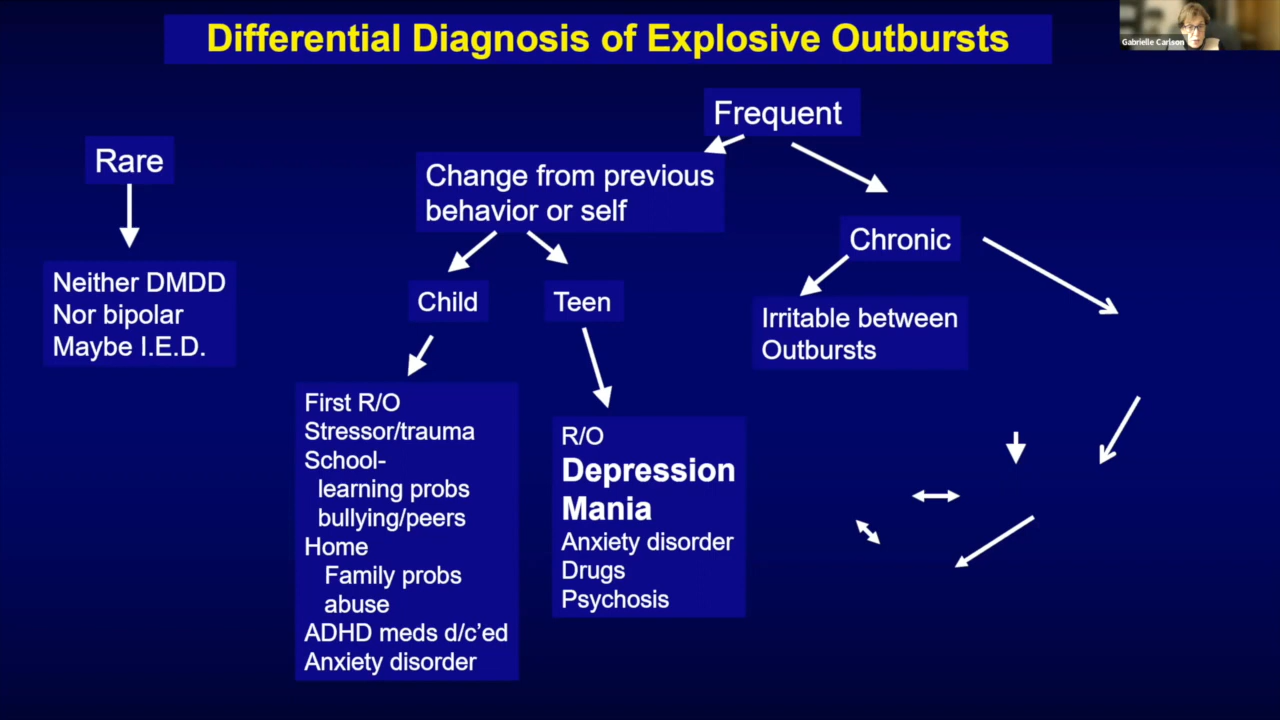 Differential Diagnosis of Explosive Outbursts
Gabrielle Carlson
Frequent
Rare
Change from previous
behavior or self
Chronic
Neither DMDD
Nor bipolar
Maybe I.E.D.
Child
Teen
Irritable between
Outbursts
First R/O
Stressor/trauma
School-
learning probs
bullying/peers
Home
Family probs
abuse
ADHD meds d/c’ed
Anxiety disorder
R/O
Depression
Mania
Anxiety disorder
Drugs
Psychosis